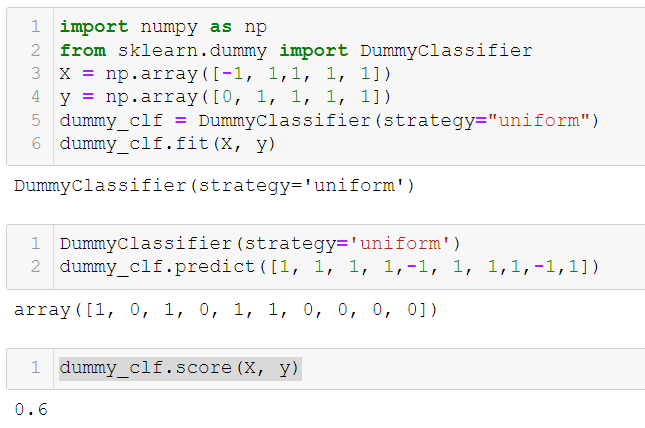 1 import numpy as np
2 from sklearn.dummy import DummyClassifier
3 X = np.array([-1, 1,1, 1, 1])
4 y = np.array([0, 1, 1, 1, 1])
5 dummy_clf = DummyClassifier(strategy="uniform")
6 dummy_clf.fit(X, y)
DummyClassifier(strategy='uniform')
1 DummyClassifier(strategy='uniform')
2 dummy_clf.predict([1, 1, 1, 1,-1, 1, 1,1,-1,1])
array([1, 0, 1, 0, 1, 1, 0, 0, 0, 0])
1 dummy_clf.score(X, y)
0.6